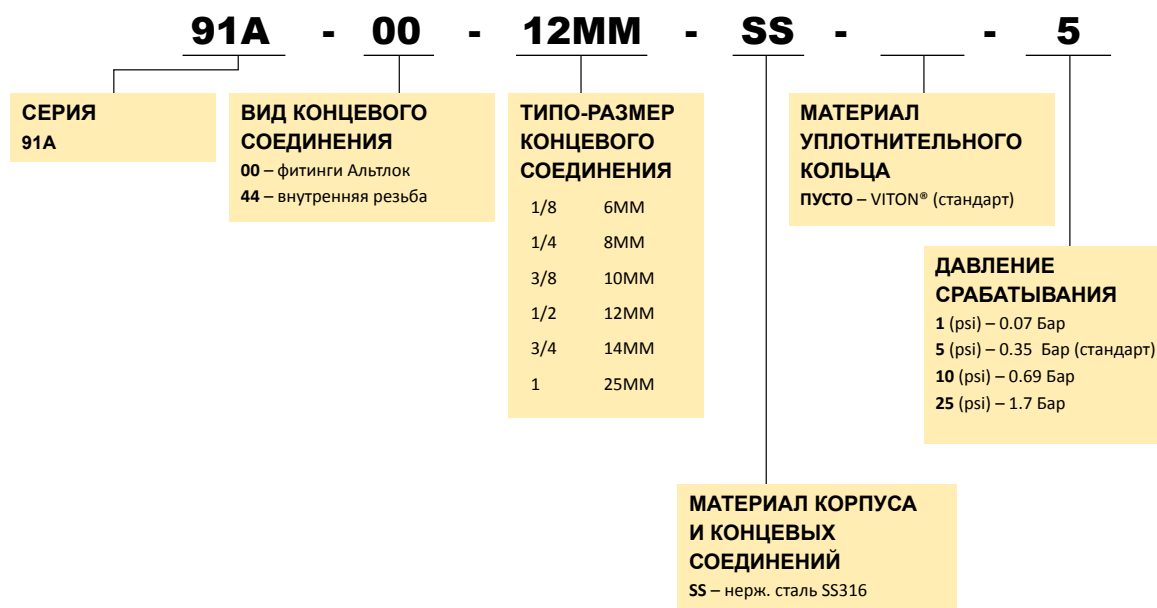 91A - 00 - 12MM - SS - - 5
СЕРИЯ
91A
ВИД КОНЦЕВОГО
СОЕДИНЕНИЯ
00 – фитинги Альтлок
44 – внутренняя резьба
ТИПО-РАЗМЕР
КОНЦЕВОГО
СОЕДИНЕНИЯ
1/8 6MM
1/4 8MM
3/8 10MM
1/2 12MM
3/4 14MM
1 25MM
МАТЕРИАЛ
УПЛОТНИТЕЛЬНОГО
КОЛЬЦА
ПУСТО – VITON® (стандарт)
ДАВЛЕНИЕ
СРАБАТЫВАНИЯ
1 (psi) – 0.07 Бар
5 (psi) – 0.35 Бар (стандарт)
10 (psi) – 0.69 Бар
25 (psi) – 1.7 Бар
МАТЕРИАЛ КОРПУСА
И КОНЦЕВЫХ
СОЕДИНЕНИЙ
SS – нерж. сталь SS316